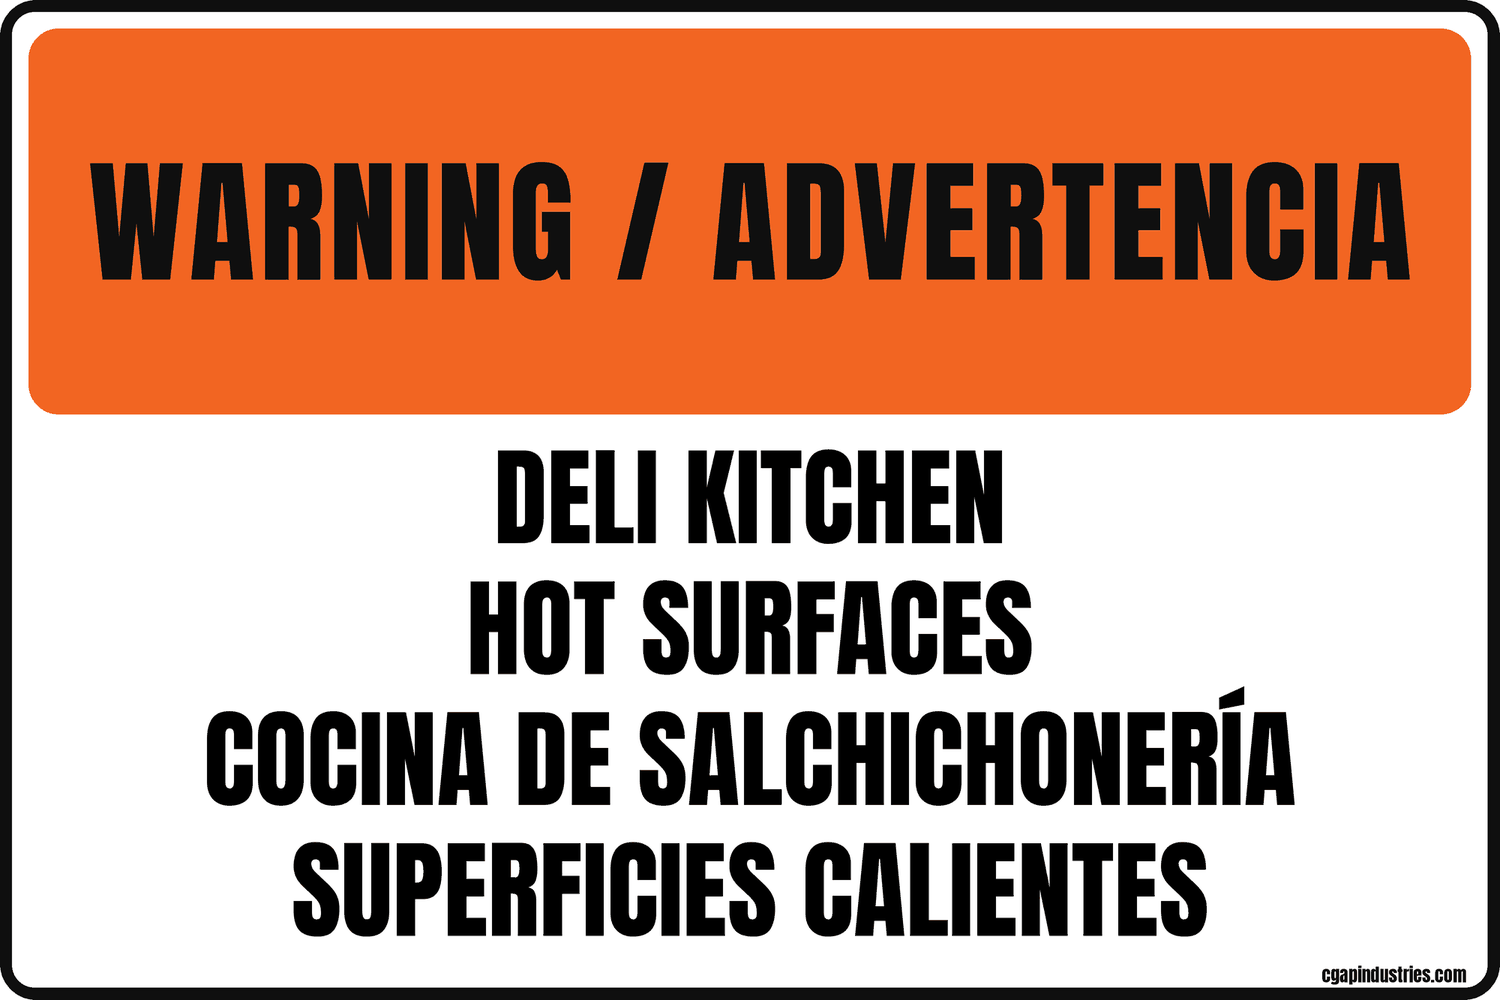 WARNING / ADVERTENCIA
DELI KITCHEN
HOT SURFACES
COCINA DE SALCHICHONERÍA
SUPERFICIES CALIENTES
cgapindustries.com